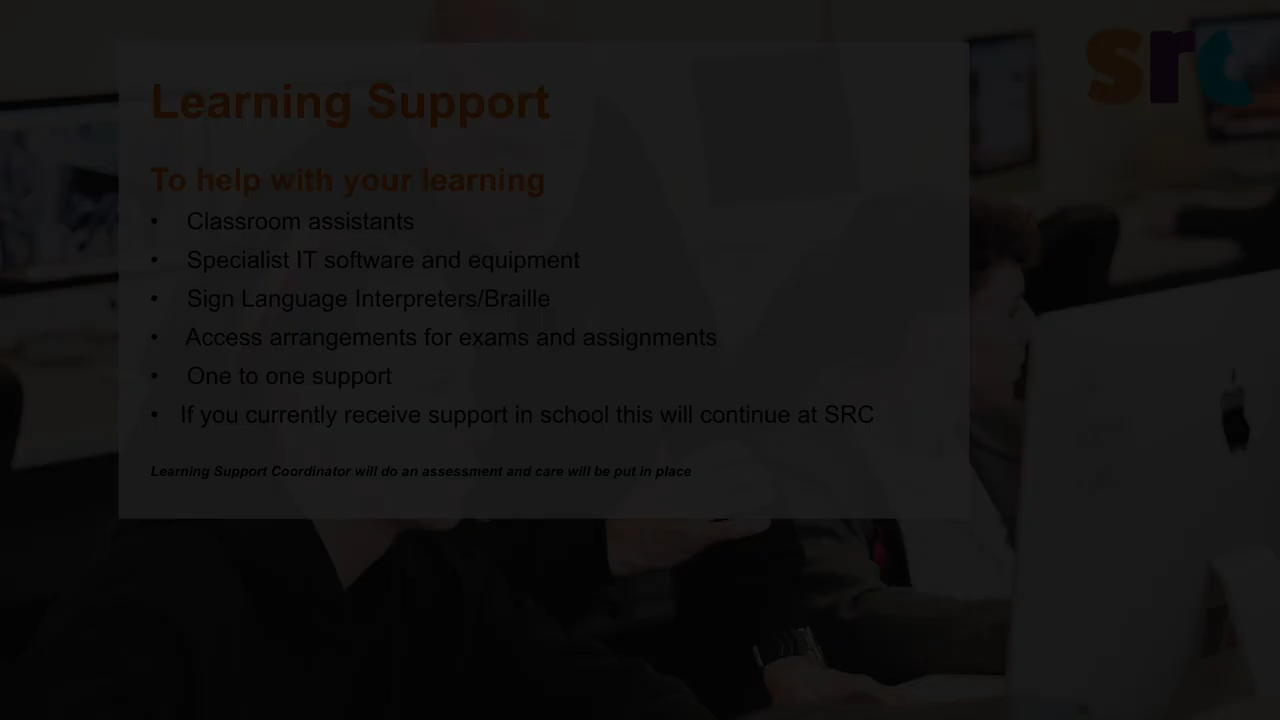 src
Learning Support
To help with your learning
• Classroom assistants
• Specialist IT software and equipment
• Sign Language Interpreters/Braille
• Access arrangements for exams and assignments
• One to one support
• If you currently receive support in school this will continue at SRC
Learning Support Coordinator will do an assessment and care will be put in place